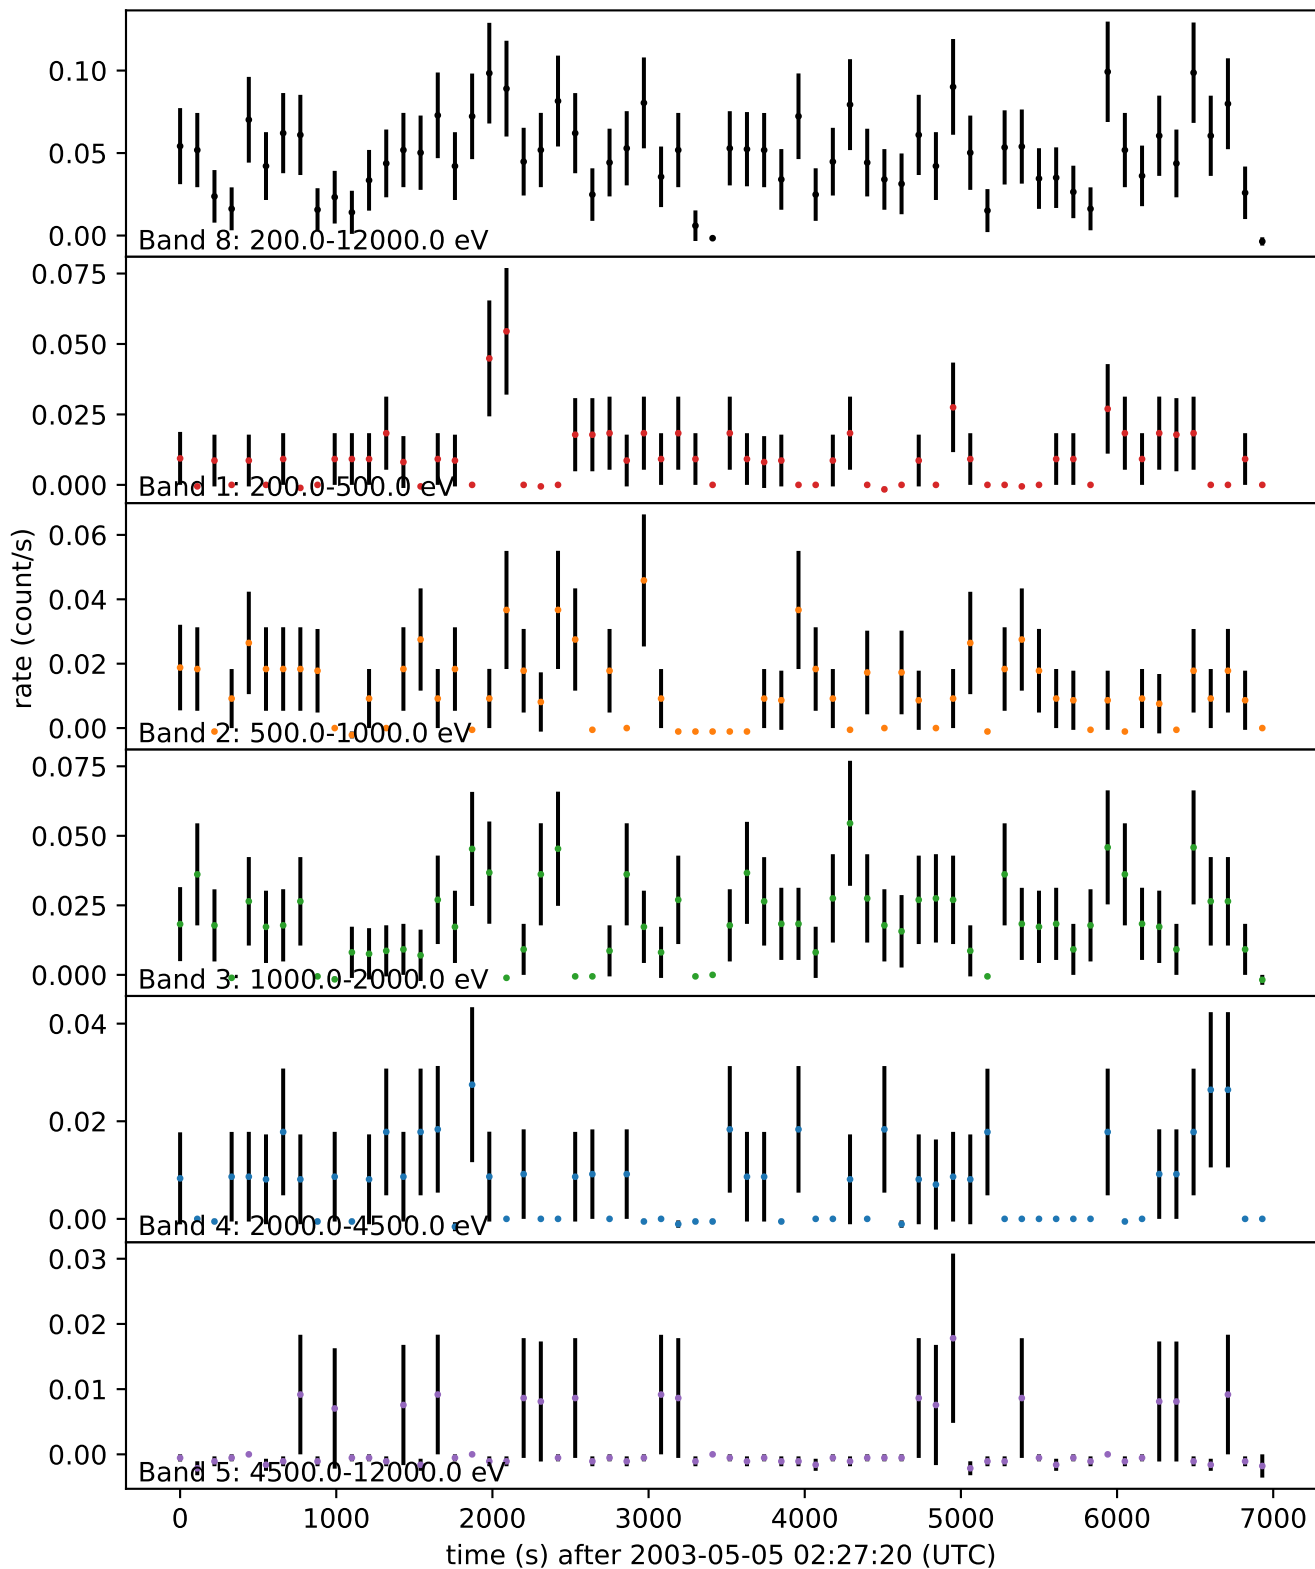 0.10
0.05
0.00
Band 8: 200.0-12000.0 eV
0.075
0.050
0.025
0.000
Band 1: 200.0-500.0 eV
rate (count/s)
0.06
0.04
0.02
0.00
Band 2: 500.0-1000.0 eV
0.075
0.050
0.025
0.000
Band 3: 1000.0-2000.0 eV
0.04
0.02
0.00
Band 4: 2000.0-4500.0 eV
0.03
0.02
0.01
0.00
Band 5: 4500.0-12000.0 eV
0 1000 2000 3000 4000 5000 6000 7000
time (s) after 2003-05-05 02:27:20 (UTC)